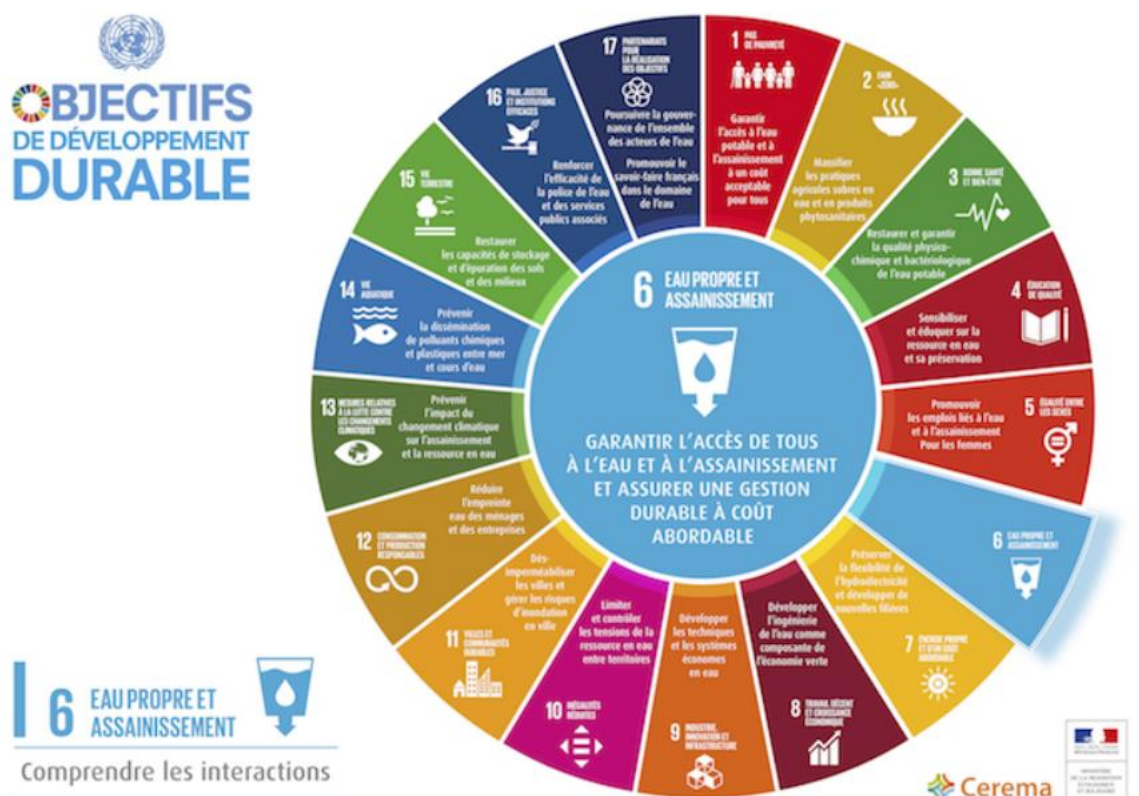 OBJECTIFS
DE DÉVELOPPEMENT
DURABLE
1 PAS
DE PAUVRETÉ
Garantir
l'accès à l'eau
potable et à
l'assainissement
à un coût
acceptable
pour tous
2 FAIM
«ZÉRO»
Massifier
les pratiques
agricoles sobres en
eau et en produits
phytosanitaires
3 BONNE SANTÉ
ET BIEN-ÊTRE
Restaurer et garantir
la qualité physico-
chimique et bactériologique
de l'eau potable
4 ÉDUCATION
DE QUALITÉ
Sensibiliser
et éduquer sur la
ressource en eau
et sa préservation
5 ÉGALITÉ ENTRE
LES SEXES
Promouvoir
les emplois liés à l'eau
et à l'assainissement
Pour les femmes
6 EAU PROPRE ET
ASSAINISSEMENT
7 ÉNERGIE PROPRE
ET D'UN COÛT
ABORDABLE
Préserver
la flexibilité de
l'hydroélectricité
et développer de
nouvelles filières
8 TRAVAIL DÉCENT
ET CROISSANCE
ÉCONOMIQUE
Développer
l'ingénierie
de l'eau comme
composante de
l'économie verte
9 INDUSTRIE,
INNOVATION ET
INFRASTRUCTURE
Développer
les techniques
et les systèmes
économes
en eau
10 INÉGALITÉS
RÉDUITES
Limiter
et contrôler
les tensions de la
ressource en eau
entre territoires
11 VILLES ET
COMMUNAUTÉS
DURABLES
Dés-
imperméabiliser
les villes et
gérer les risques
d'inondation
en ville
12 CONSOMMATION
ET PRODUCTION
RESPONSABLES
Réduire
l'empreinte
eau des ménages
et des entreprises
13 MESURES RELATIVES
À LA LUTTE CONTRE
LES CHANGEMENTS
CLIMATIQUES
Prévenir
l'impact du
changement climatique
sur l'assainissement
et la ressource en eau
14 VIE
AQUATIQUE
Prévenir
la dissémination
de polluants chimiques
et plastiques entre mer
et cours d'eau
15 VIE
TERRESTRE
Restaurer
les capacités de stockage
et d'épuration des sols
et des milieux
16 PAIX, JUSTICE
ET INSTITUTIONS
EFFICACES
Renforcer
l'efficacité de
la police de l'eau
et des services
publics associés
17 PARTENARIATS
POUR
LA RÉALISATION
DES OBJECTIFS
Poursuivre la gouver-
nance de l'ensemble
des acteurs de l'eau
Promouvoir le
savoir-faire français
dans le domaine
de l'eau
6 EAU PROPRE ET
ASSAINISSEMENT
GARANTIR L'ACCÈS DE TOUS
À L'EAU ET À L'ASSAINISSEMENT
ET ASSURER UNE GESTION
DURABLE À COÛT
ABORDABLE
6 EAU PROPRE ET
ASSAINISSEMENT
Comprendre les interactions
Cerema